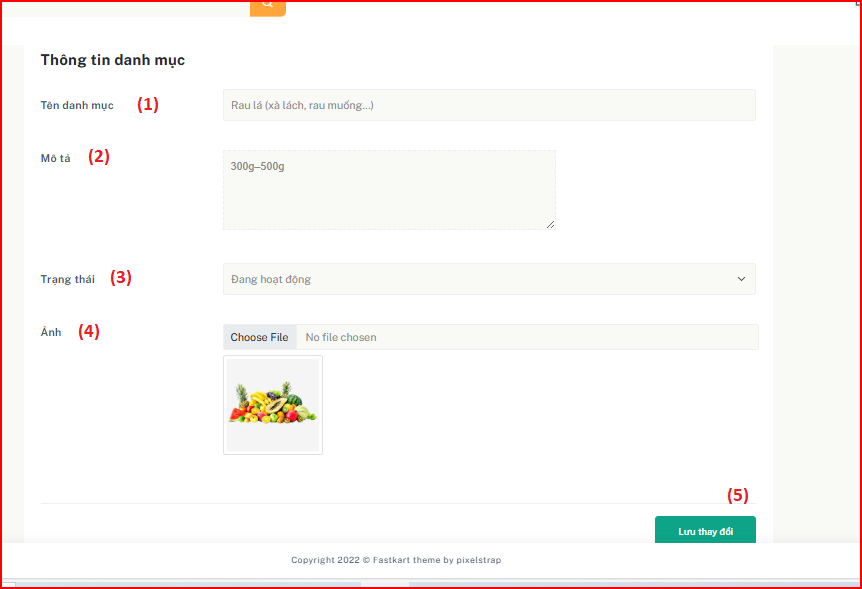 Thông tin danh mục
Tên danh mục (1) Rau lá (xà lách, rau muống...)
Mô tả (2) 300g–500g
Trạng thái (3) Đang hoạt động
Ảnh (4) Choose File No file chosen
(5)
Lưu thay đổi
Copyright 2022 © Fastkart theme by pixelstrap